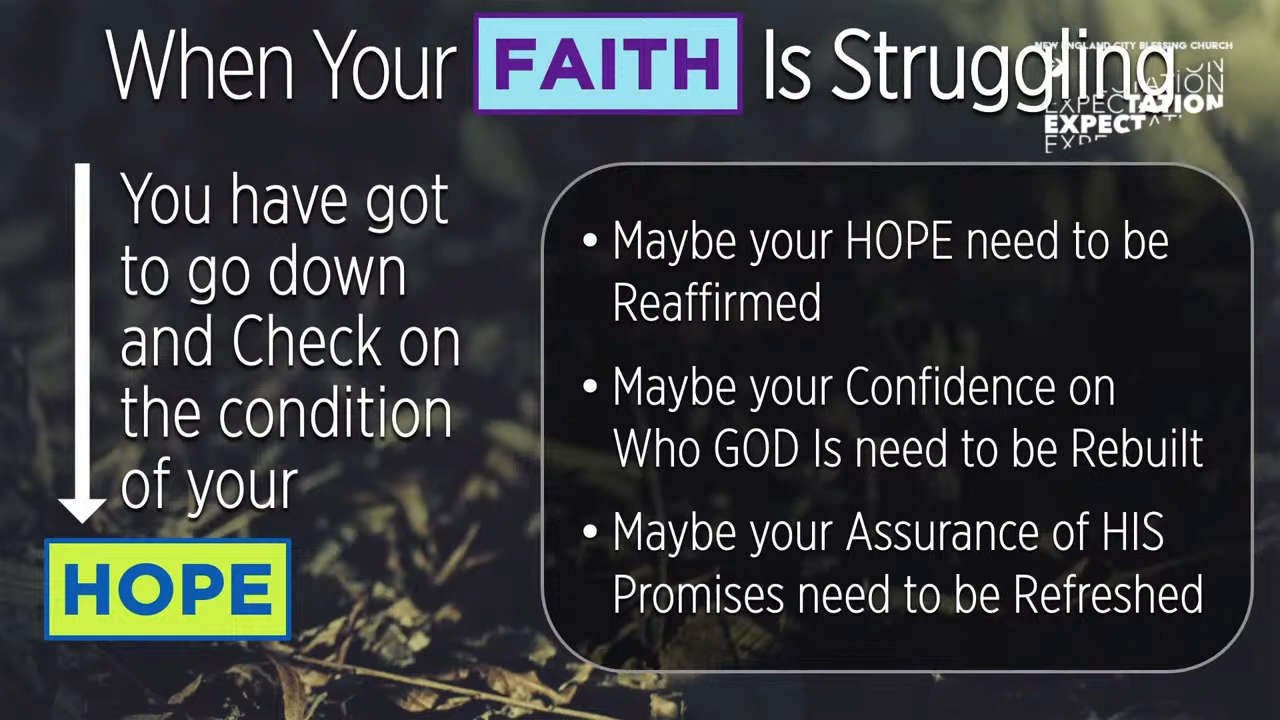 When Your FAITH Is Struggling
NEW ENGLAND CITY BLESSING CHURCH
EXPECTATION
You have got
to go down
and Check on
the condition
of your
HOPE
• Maybe your HOPE need to be
Reaffirmed
• Maybe your Confidence on
Who GOD Is need to be Rebuilt
• Maybe your Assurance of HIS
Promises need to be Refreshed